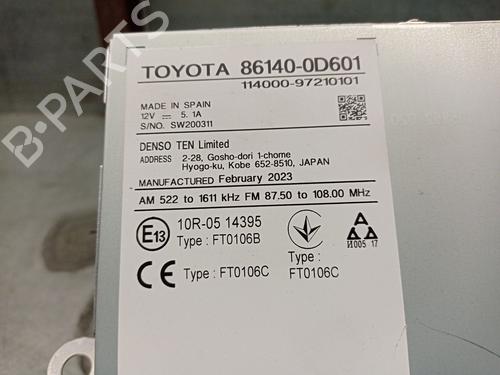 TOYOTA 86140-0D601
114000-97210101
MADE IN SPAIN
12V ⎓ 5.1A
S/NO. SW200311
DENSO TEN Limited
ADDRESS 2-28, Gosho-dori 1-chome
Hyogo-ku, Kobe 652-8510, JAPAN
MANUFACTURED February 2023
AM 522 to 1611 kHz FM 87.50 to 108.00 MHz
E13 10R-05 14395
Type : FT0106B
Type : FT0106C
CE Type : FT0106C
И005 17
B-PARTS